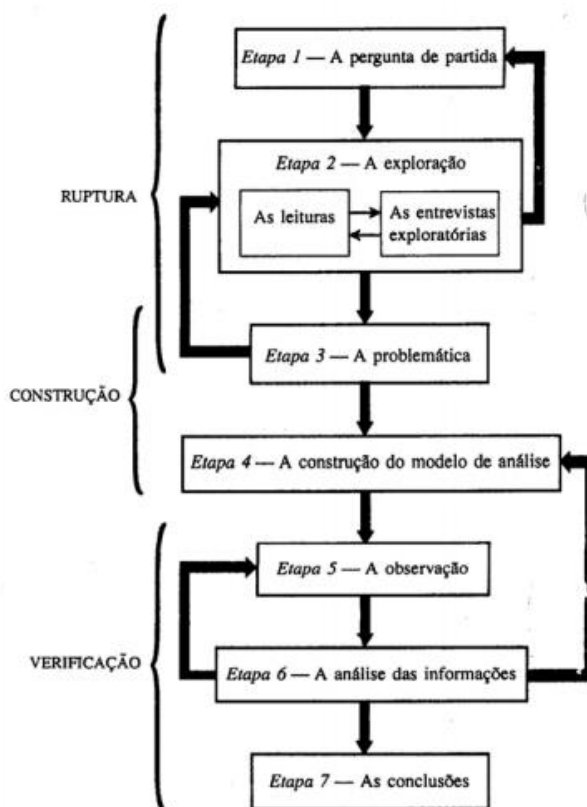 Etapa 1 — A pergunta de partida
Etapa 2 — A exploração
RUPTURA
As leituras
As entrevistas
exploratórias
Etapa 3 — A problemática
CONSTRUÇÃO
Etapa 4 — A construção do modelo de análise
Etapa 5 — A observação
VERIFICAÇÃO
Etapa 6 — A análise das informações
Etapa 7 — As conclusões